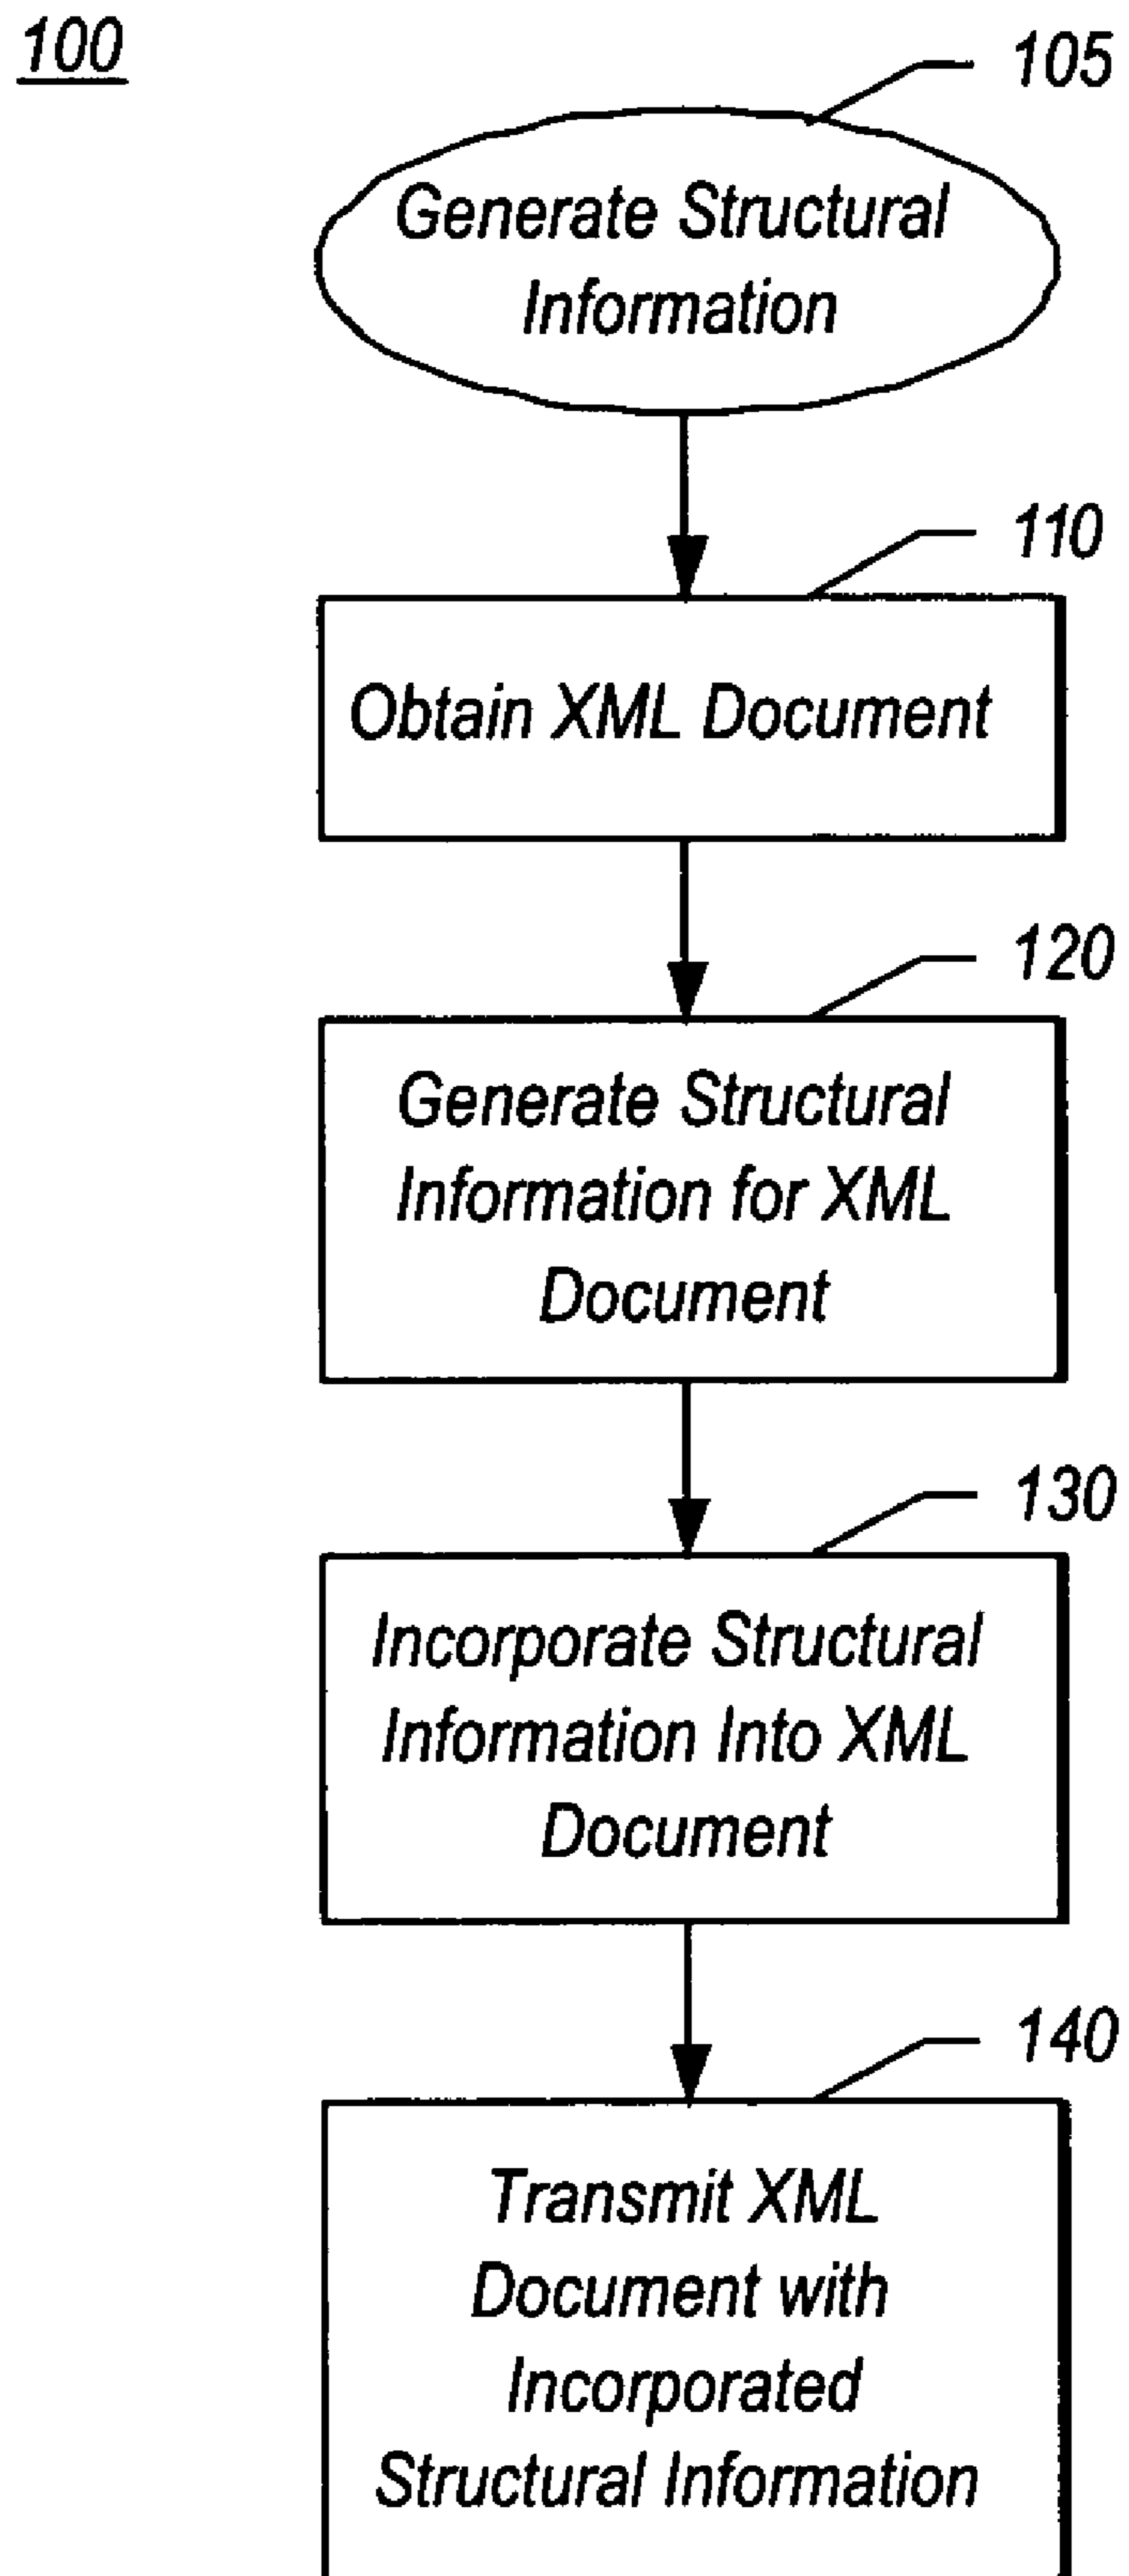 100
105
Generate Structural
Information
110
Obtain XML Document
120
Generate Structural
Information for XML
Document
130
Incorporate Structural
Information Into XML
Document
140
Transmit XML
Document with
Incorporated
Structural Information